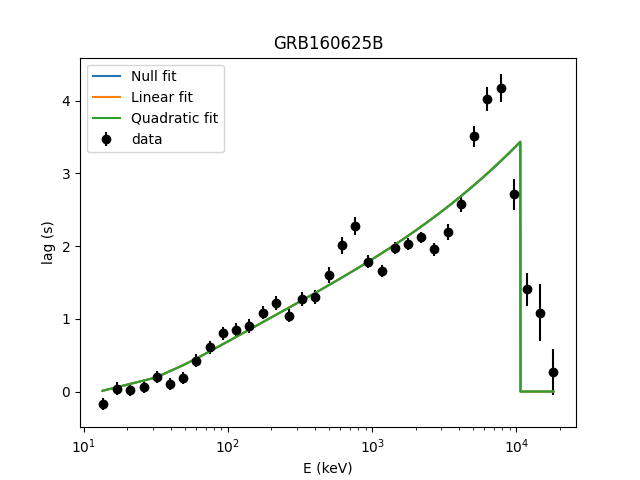 GRB160625B
Null fit
Linear fit
Quadratic fit
data
lag (s)
4
3
2
1
0
10¹ 10² 10³ 10⁴
E (keV)